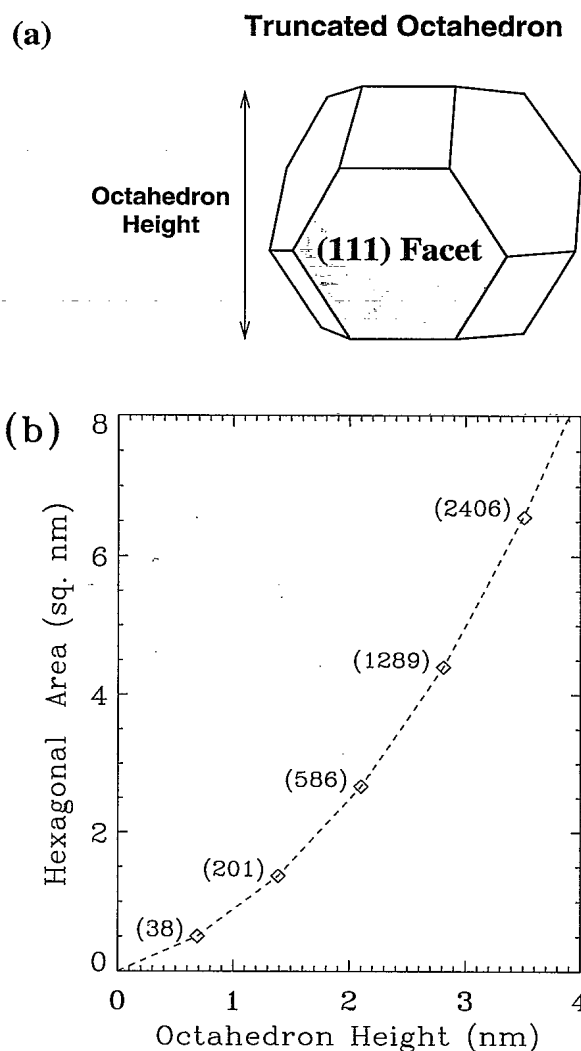 (a)
Truncated Octahedron
Octahedron
Height
(111) Facet
(b)
8
6
4
2
0
Hexagonal Area (sq. nm)
(2406)
(1289)
(586)
(201)
(38)
0 1 2 3 4
Octahedron Height (nm)